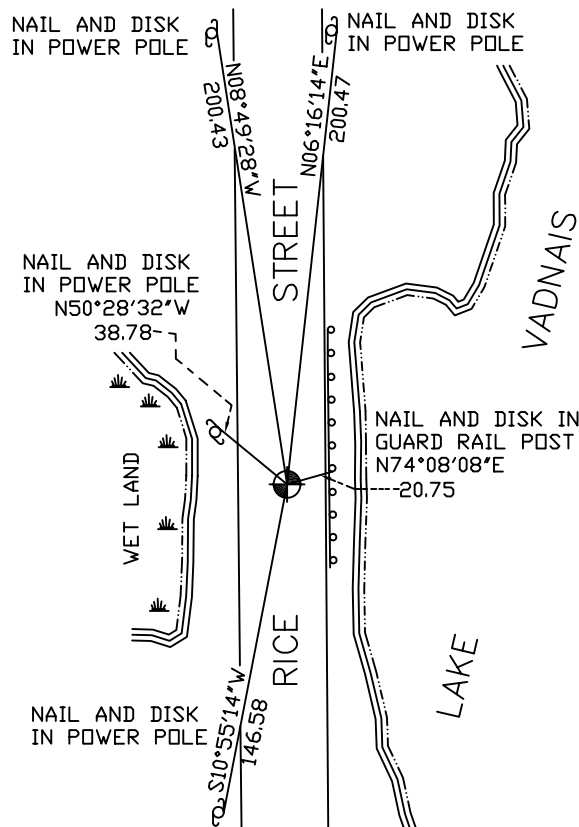 NAIL AND DISK
IN POWER POLE
NAIL AND DISK
IN POWER POLE
N08°49'28"W
200.43
N06°16'14"E
200.47
STREET
VADNAIS
NAIL AND DISK
IN POWER POLE
N50°28'32"W
38.78
NAIL AND DISK IN
GUARD RAIL POST
N74°08'08"E
20.75
WET LAND
RICE
LAKE
NAIL AND DISK
IN POWER POLE
S10°55'14"W
146.58